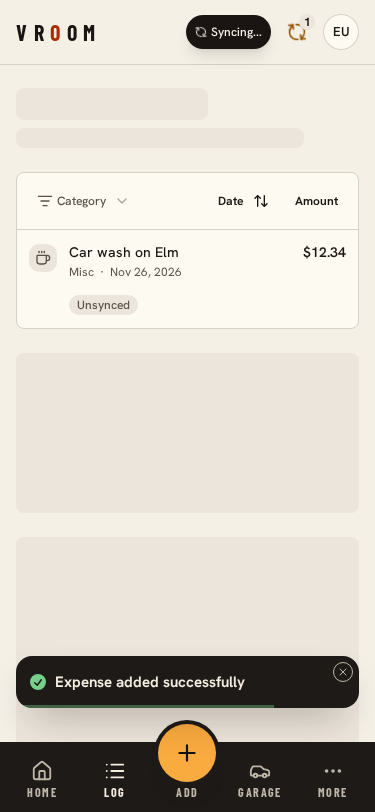 VROOM
Syncing...
1
EU
Category
Date
Amount
Car wash on Elm
$12.34
Misc · Nov 26, 2026
Unsynced
Expense added successfully
HOME
LOG
ADD
GARAGE
MORE